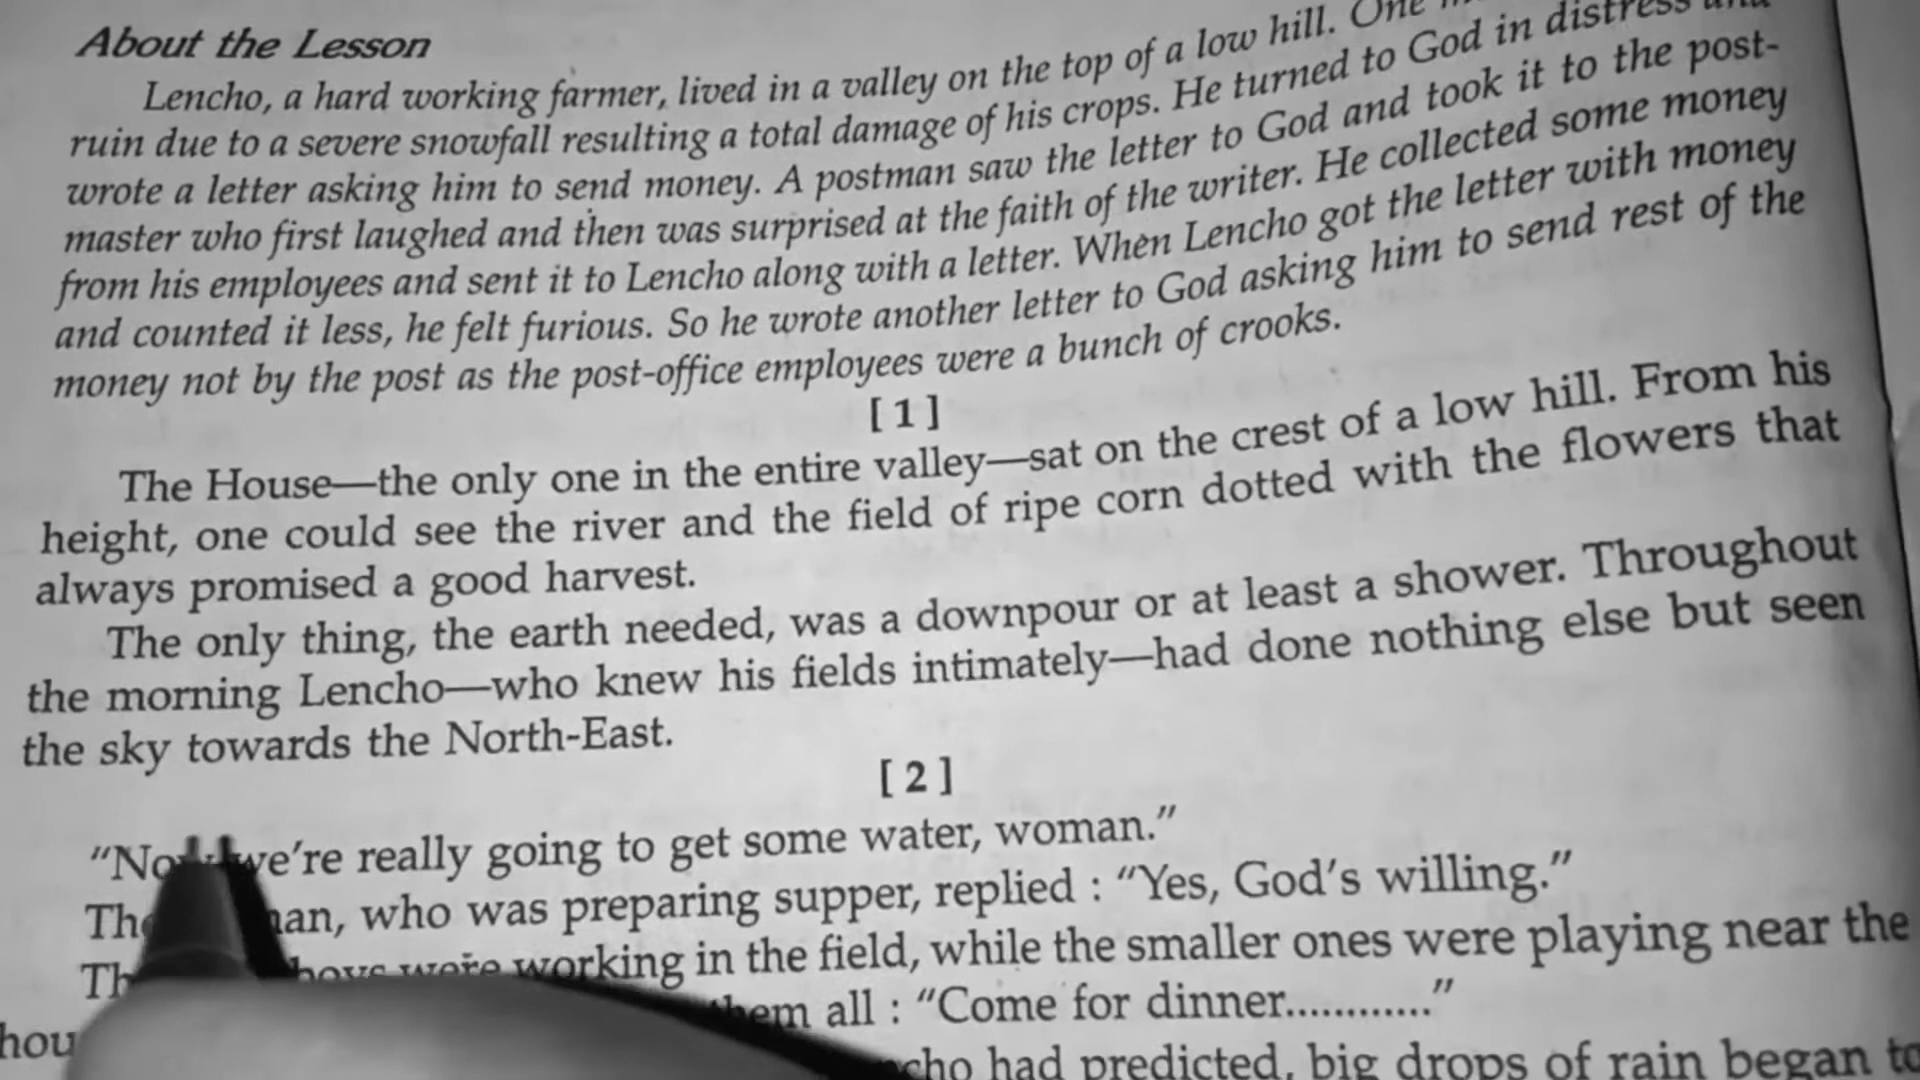 About the Lesson
Lencho, a hard working farmer, lived in a valley on the top of a low hill. One
ruin due to a severe snowfall resulting a total damage of his crops. He turned to God in distress and
wrote a letter asking him to send money. A postman saw the letter to God and took it to the post-
master who first laughed and then was surprised at the faith of the writer. He collected some money
from his employees and sent it to Lencho along with a letter. When Lencho got the letter with money
and counted it less, he felt furious. So he wrote another letter to God asking him to send rest of the
money not by the post as the post-office employees were a bunch of crooks.
[ 1 ]
The House—the only one in the entire valley—sat on the crest of a low hill. From his
height, one could see the river and the field of ripe corn dotted with the flowers that
always promised a good harvest.
The only thing, the earth needed, was a downpour or at least a shower. Throughout
the morning Lencho—who knew his fields intimately—had done nothing else but seen
the sky towards the North-East.
[ 2 ]
“Now we’re really going to get some water, woman.”
who was preparing supper, replied : “Yes, God’s willing.”
boys were working in the field, while the smaller ones were playing near the
them all : “Come for dinner............”
had predicted, big drops of rain began to